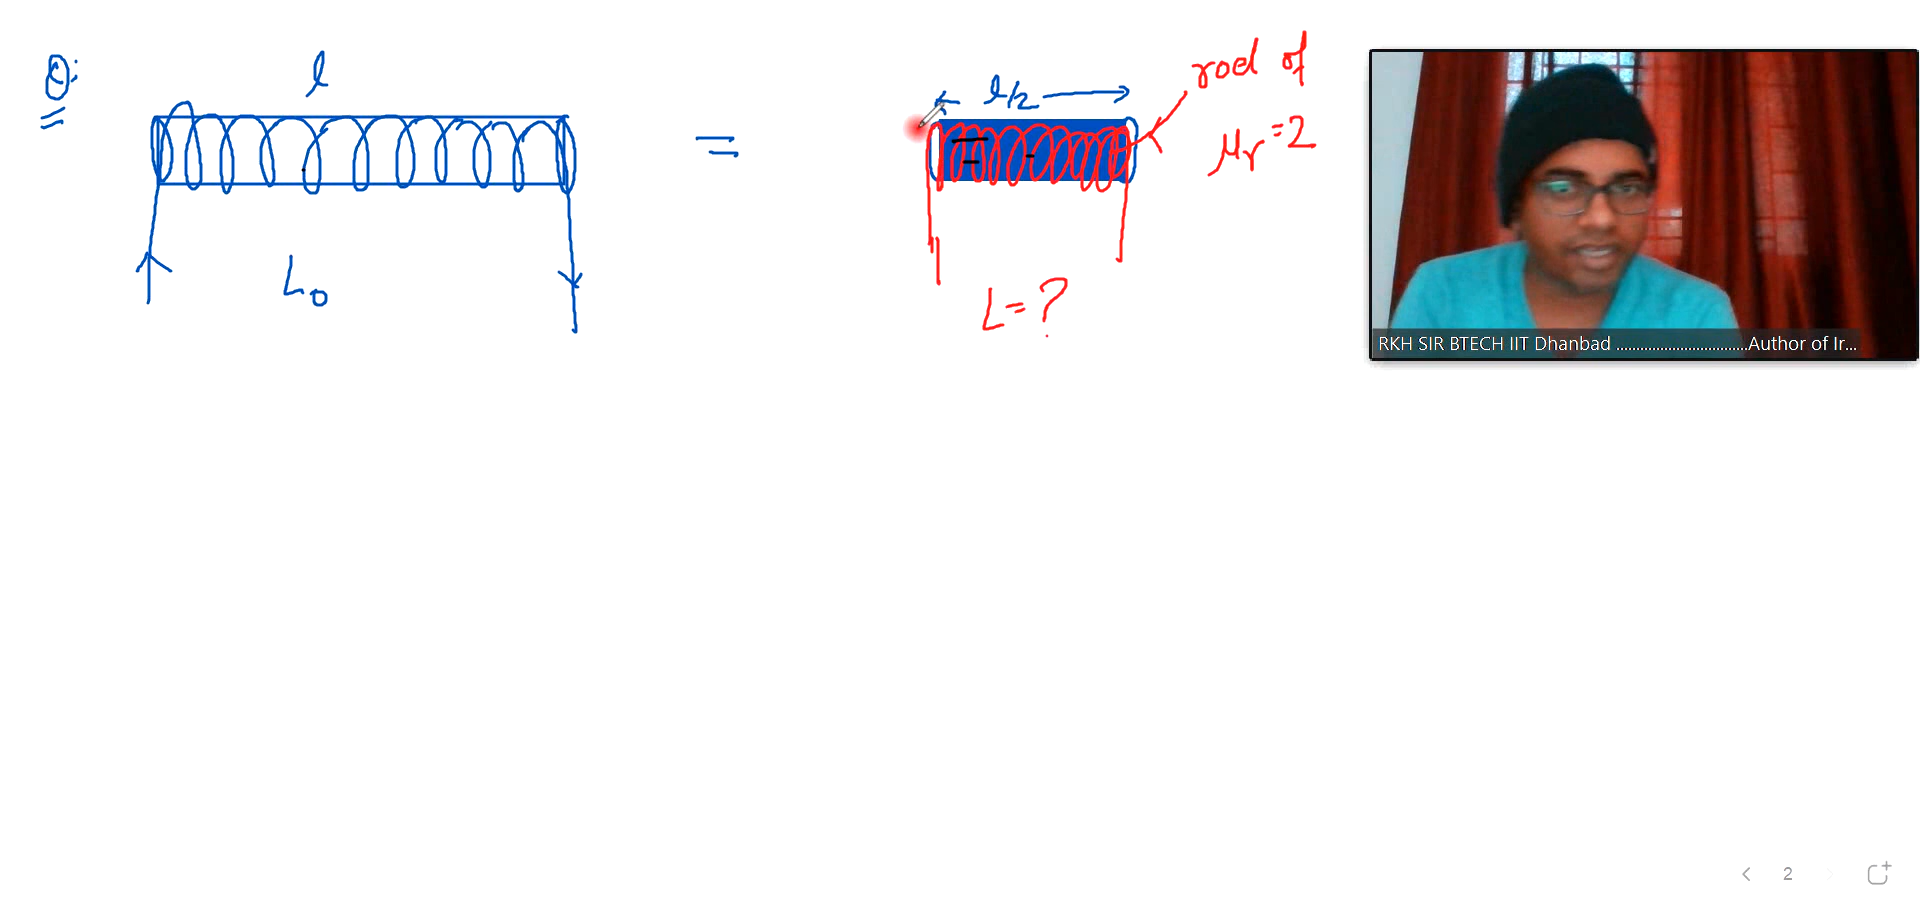 Q:
l
L₀
=
l/2
rod of
μr = 2
L = ?
RKH SIR BTECH IIT Dhanbad ................................Author of Ir...
2